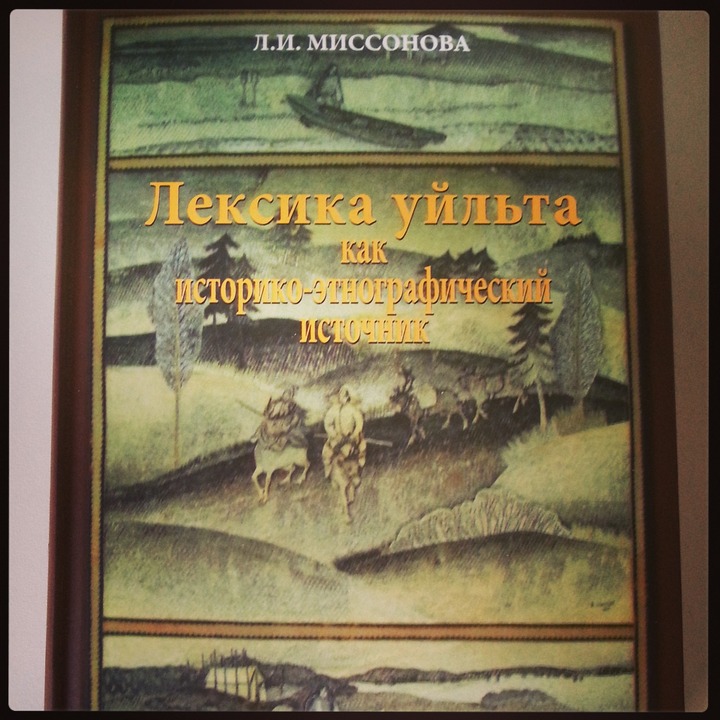 Л.И. МИССОНОВА
Лексика уйльта
как
историко-этнографический
источник